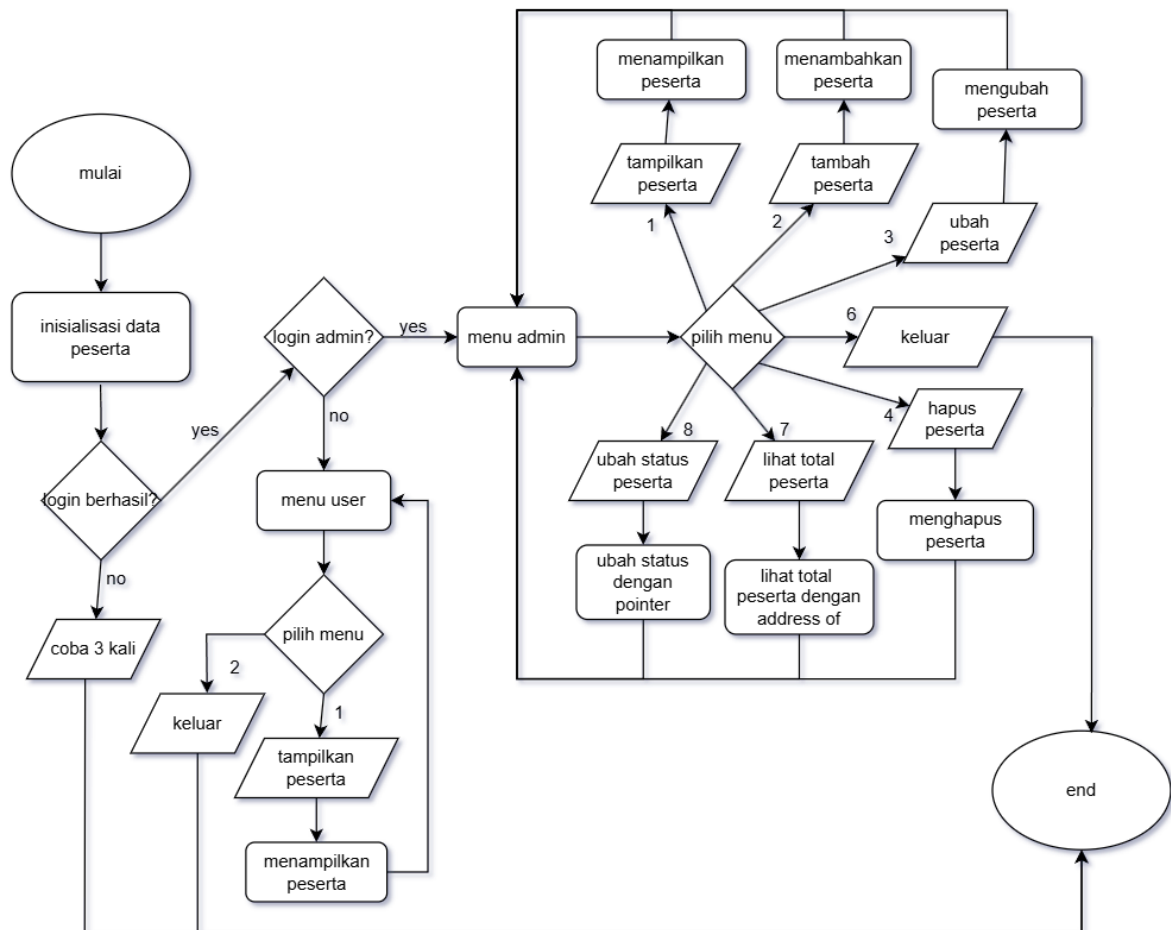 mulai
inisialisasi data
peserta
login berhasil?
yes
no
coba 3 kali
login admin?
yes
no
menu user
pilih menu
2
keluar
1
tampilkan
peserta
menampilkan
peserta
menu admin
pilih menu
1
tampilkan
peserta
menampilkan
peserta
2
tambah
peserta
menambahkan
peserta
3
ubah
peserta
mengubah
peserta
6
keluar
4
hapus
peserta
menghapus
peserta
7
lihat total
peserta
lihat total
peserta dengan
address of
8
ubah status
peserta
ubah status
dengan
pointer
end